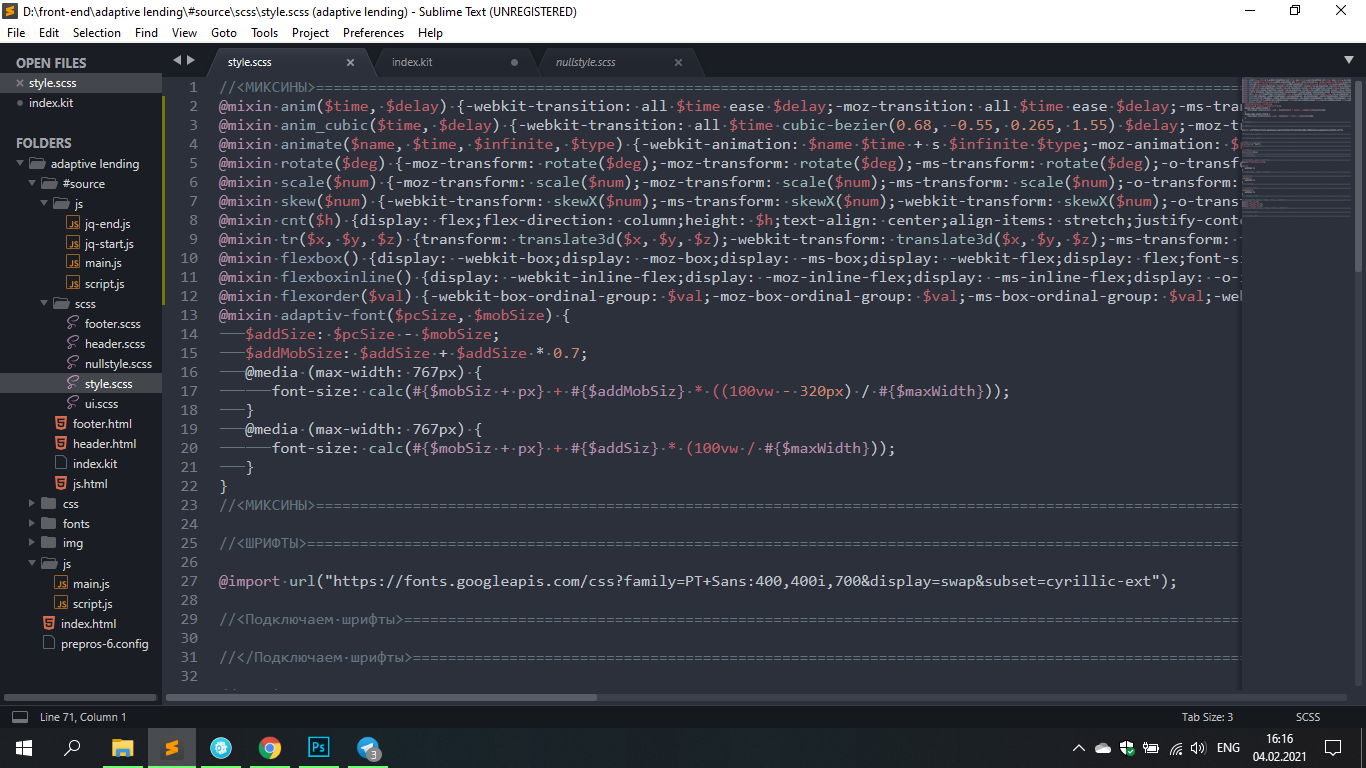 D:\front-end\adaptive lending\#source\scss\style.scss (adaptive lending) - Sublime Text (UNREGISTERED)
File Edit Selection Find View Goto Tools Project Preferences Help
OPEN FILES
style.scss
index.kit
FOLDERS
adaptive lending
#source
js
jq-end.js
jq-start.js
main.js
script.js
scss
footer.scss
header.scss
nullstyle.scss
style.scss
ui.scss
footer.html
header.html
index.kit
js.html
css
fonts
img
js
main.js
script.js
index.html
prepros-6.config
style.scss index.kit nullstyle.scss
1 //<МИКСИНЫ>==========
2 @mixin anim($time, $delay) {-webkit-transition: all $time ease $delay;-moz-transition: all $time ease $delay;-ms-tran
3 @mixin anim_cubic($time, $delay) {-webkit-transition: all $time cubic-bezier(0.68, -0.55, 0.265, 1.55) $delay;-moz-t
4 @mixin animate($name, $time, $infinite, $type) {-webkit-animation: $name $time + s $infinite $type;-moz-animation: $
5 @mixin rotate($deg) {-moz-transform: rotate($deg);-moz-transform: rotate($deg);-ms-transform: rotate($deg);-o-transfo
6 @mixin scale($num) {-moz-transform: scale($num);-moz-transform: scale($num);-ms-transform: scale($num);-o-transform:
7 @mixin skew($num) {-webkit-transform: skewX($num);-ms-transform: skewX($num);-webkit-transform: skewX($num);-o-trans
8 @mixin cnt($h) {display: flex;flex-direction: column;height: $h;text-align: center;align-items: stretch;justify-cont
9 @mixin tr($x, $y, $z) {transform: translate3d($x, $y, $z);-webkit-transform: translate3d($x, $y, $z);-ms-transform:
10 @mixin flexbox() {display: -webkit-box;display: -moz-box;display: -ms-box;display: -webkit-flex;display: flex;font-si
11 @mixin flexboxinline() {display: -webkit-inline-flex;display: -moz-inline-flex;display: -ms-inline-flex;display: -o-i
12 @mixin flexorder($val) {-webkit-box-ordinal-group: $val;-moz-box-ordinal-group: $val;-ms-box-ordinal-group: $val;-we
13 @mixin adaptiv-font($pcSize, $mobSize) {
14 $addSize: $pcSize - $mobSize;
15 $addMobSize: $addSize + $addSize * 0.7;
16 @media (max-width: 767px) {
17 font-size: calc(#{$mobSiz + px} + #{$addMobSiz} * ((100vw - 320px) / #{$maxWidth}));
18 }
19 @media (max-width: 767px) {
20 font-size: calc(#{$mobSiz + px} + #{$addSiz} * (100vw / #{$maxWidth}));
21 }
22 }
23 //<МИКСИНЫ>==========
24
25 //<ШРИФТЫ>==========
26
27 @import url("https://fonts.googleapis.com/css?family=PT+Sans:400,400i,700&display=swap&subset=cyrillic-ext");
28
29 //<Подключаем шрифты>==========
30
31 //</Подключаем шрифты>==========
32
Line 71, Column 1 Tab Size: 3 SCSS
Ps 3 ENG 16:16
04.02.2021